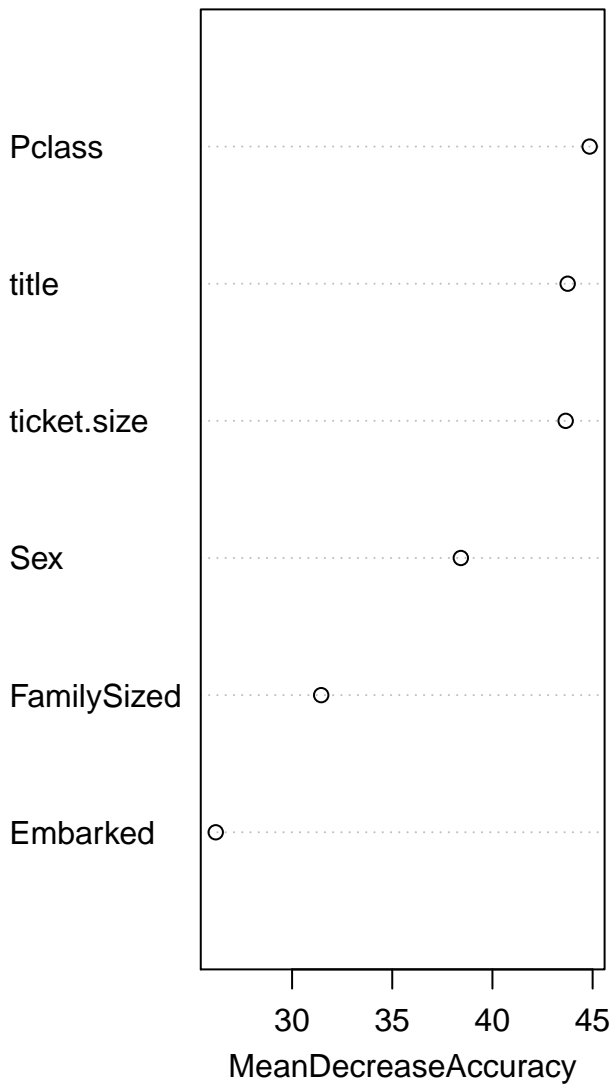 Pclass
title
ticket.size
Sex
FamilySized
Embarked
30 35 40 45
MeanDecreaseAccuracy